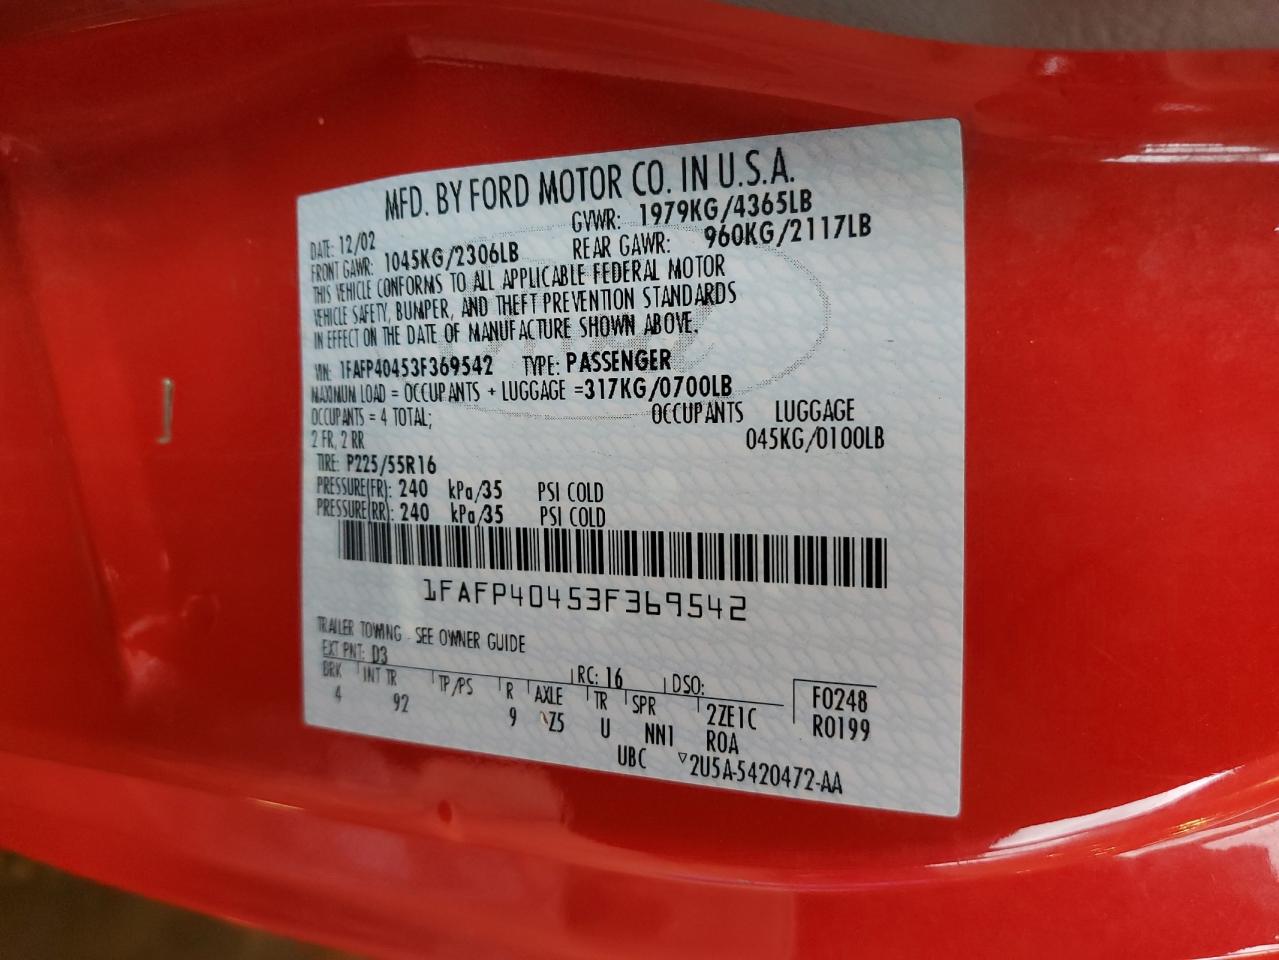 MFD. BY FORD MOTOR CO. IN U.S.A.
DATE: 12/02 GVWR: 1979KG/4365LB
FRONT GAWR: 1045KG/2306LB REAR GAWR: 960KG/2117LB
THIS VEHICLE CONFORMS TO ALL APPLICABLE FEDERAL MOTOR
VEHICLE SAFETY, BUMPER, AND THEFT PREVENTION STANDARDS
IN EFFECT ON THE DATE OF MANUFACTURE SHOWN ABOVE.
VIN: 1FAFP40453F369542 TYPE: PASSENGER
MAXIMUM LOAD = OCCUPANTS + LUGGAGE =317KG/0700LB
OCCUPANTS = 4 TOTAL; OCCUPANTS LUGGAGE
2 FR, 2 RR 045KG/0100LB
TIRE: P225/55R16
PRESSURE(FR): 240 kPa/35 PSI COLD
PRESSURE(RR): 240 kPa/35 PSI COLD
1FAFP40453F369542
TRAILER TOWING - SEE OWNER GUIDE
EXT PNT: D3 RC: 16 DSO: F0248
BRK INT TR TP/PS R AXLE TR SPR 2ZE1C R0199
4 92 9 Z5 U NN1 ROA
UBC ▽2U5A-5420472-AA